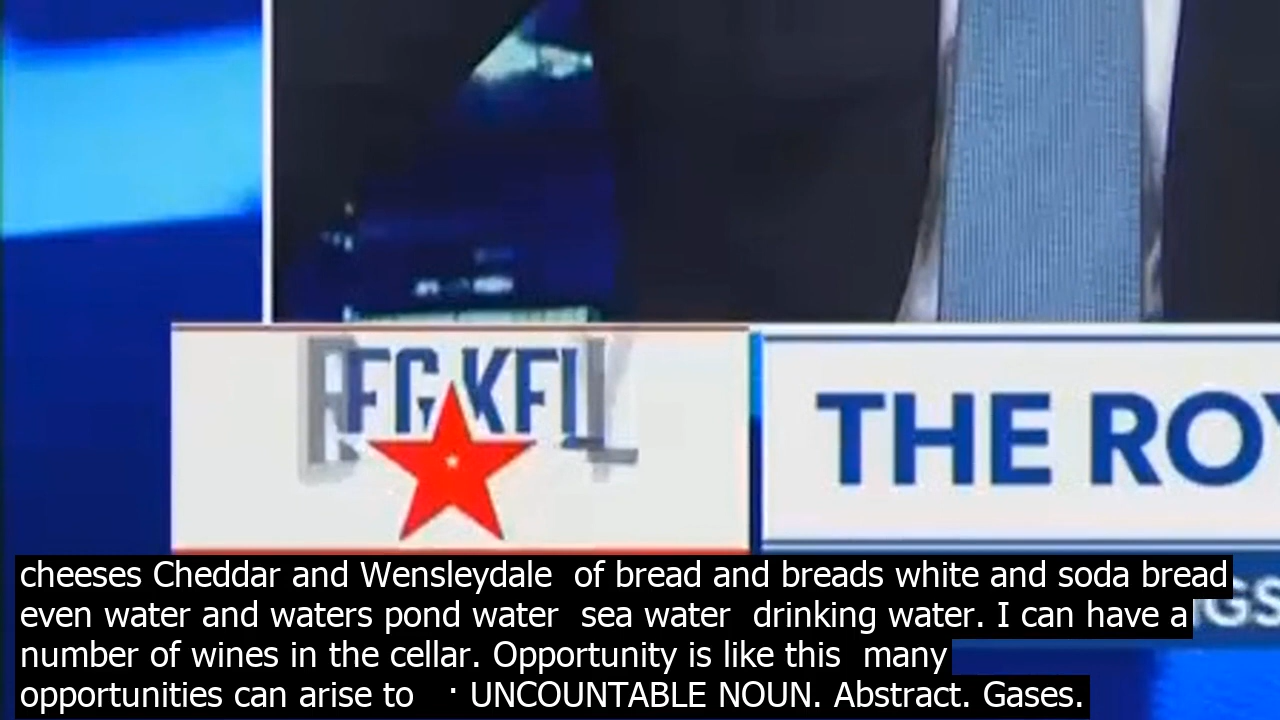 THE ROY
cheeses Cheddar and Wensleydale of bread and breads white and soda bread
even water and waters pond water sea water drinking water. I can have a
number of wines in the cellar. Opportunity is like this many
opportunities can arise to · UNCOUNTABLE NOUN. Abstract. Gases.